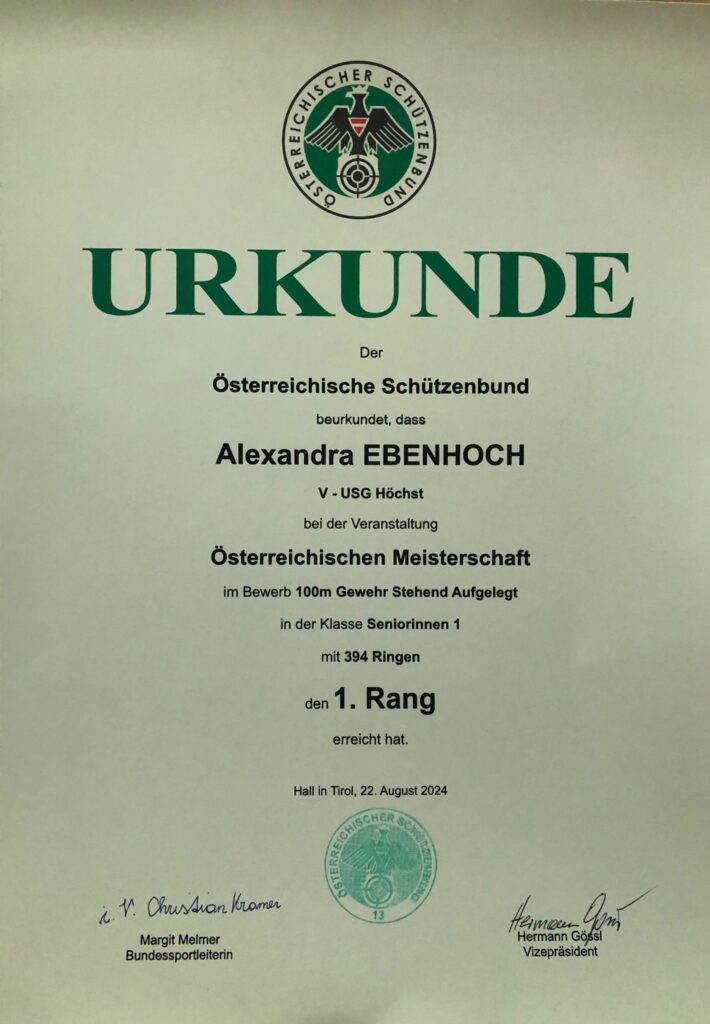 ÖSTERREICHISCHER SCHÜTZENBUND
URKUNDE
Der
Österreichische Schützenbund
beurkundet, dass
Alexandra EBENHOCH
V - USG Höchst
bei der Veranstaltung
Österreichischen Meisterschaft
im Bewerb 100m Gewehr Stehend Aufgelegt
in der Klasse Seniorinnen 1
mit 394 Ringen
den 1. Rang
erreicht hat.
Hall in Tirol, 22. August 2024
ÖSTERREICHISCHER SCHÜTZENBUND
13
i. V. Christian Kramer
Margit Melmer
Bundessportleiterin
Hermann Gössl
Hermann Gössl
Vizepräsident